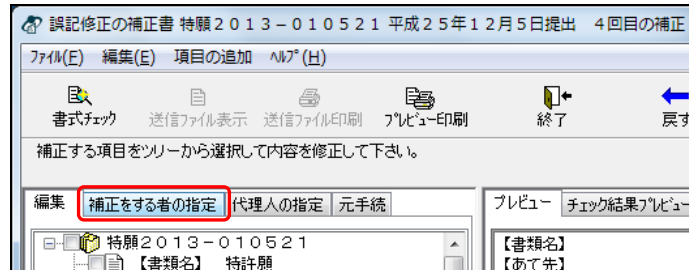 誤記修正の補正書 特願2013－010521 平成25年12月5日提出　4回目の補正
ﾌｧｲﾙ(F)　編集(E)　項目の追加　ﾍﾙﾌﾟ(H)
書式ﾁｪｯｸ　送信ﾌｧｲﾙ表示　送信ﾌｧｲﾙ印刷　ﾌﾟﾚﾋﾞｭｰ印刷　終了　戻す
補正する項目をﾂﾘｰから選択して内容を修正して下さい。
編集　補正をする者の指定　代理人の指定　元手続　ﾌﾟﾚﾋﾞｭｰ　ﾁｪｯｸ結果ﾌﾟﾚﾋﾞｭｰ
特願2013－010521　【書類名】
【書類名】　特許願　【あて先】